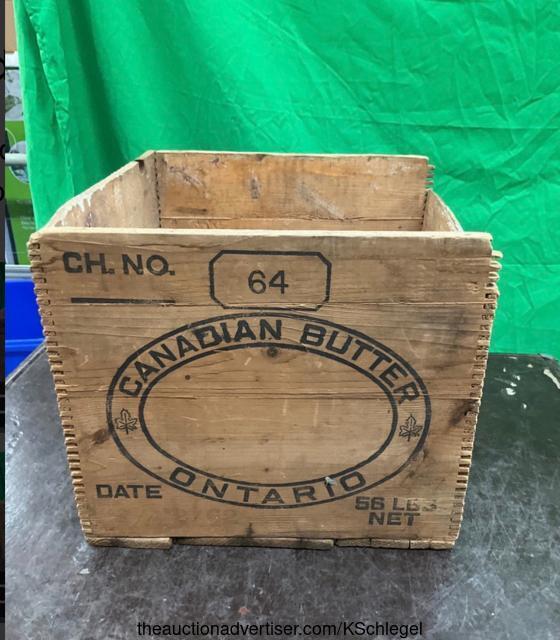 CH. NO.
64
CANADIAN BUTTER
ONTARIO
DATE
56 LBS
NET
theauctionadvertiser.com/KSchlegel